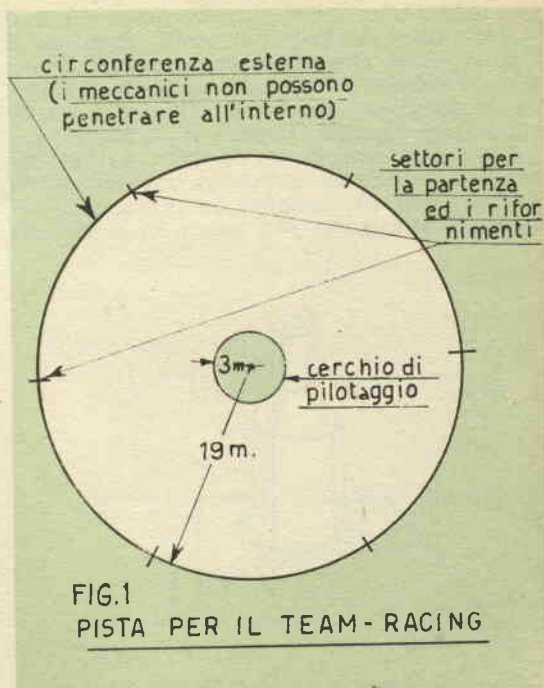 circonferenza esterna
(i meccanici non possono
penetrare all'interno)
settori per
la partenza
ed i rifor
nimenti
3m.
cerchio di
pilotaggio
19 m.
FIG.1
PISTA PER IL TEAM-RACING